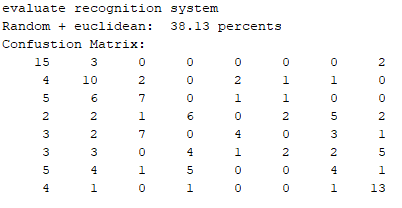 evaluate recognition system
Random + euclidean:  38.13 percents
Confustion Matrix:
15 3 0 0 0 0 0 2
4 10 2 0 2 1 1 0
5 6 7 0 1 1 0 0
2 2 1 6 0 2 5 2
3 2 7 0 4 0 3 1
3 3 0 4 1 2 2 5
5 4 1 5 0 0 4 1
4 1 0 1 0 0 1 13